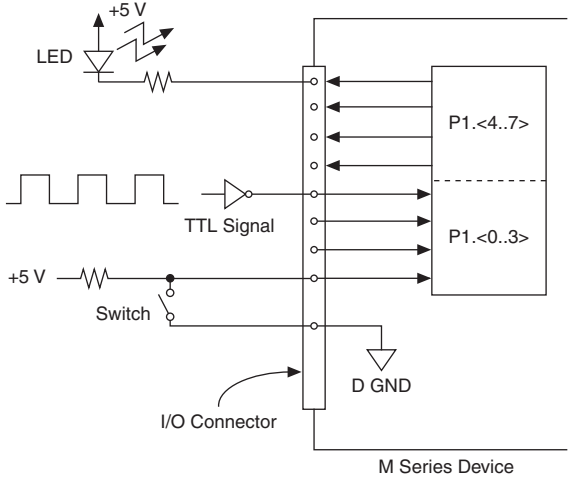 +5 V
LED
P1.<4..7>
TTL Signal
P1.<0..3>
+5 V
Switch
D GND
I/O Connector
M Series Device